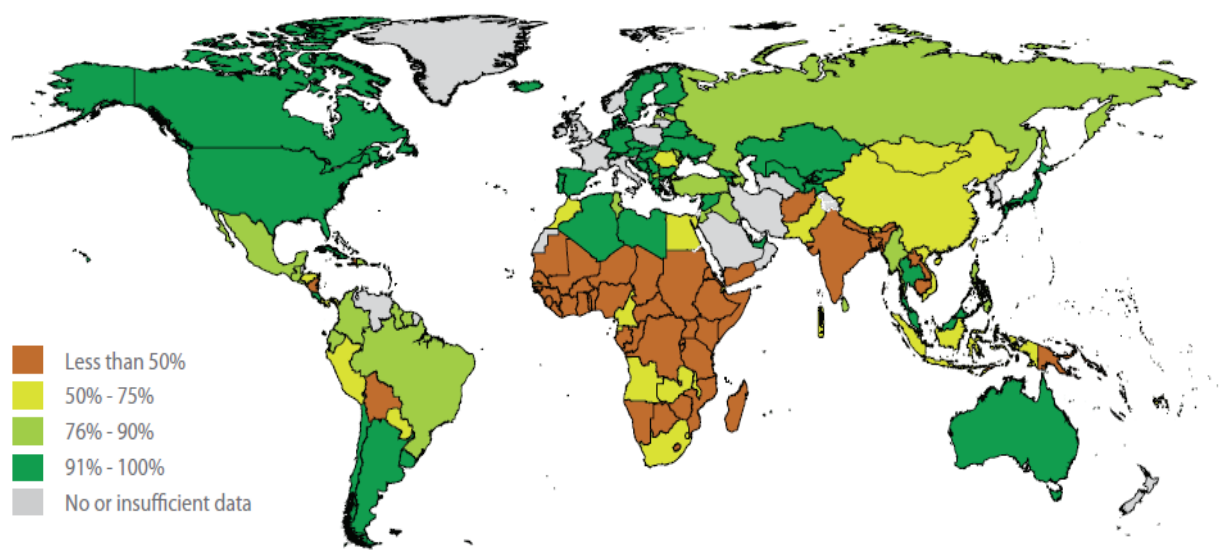 Less than 50%
50% - 75%
76% - 90%
91% - 100%
No or insufficient data